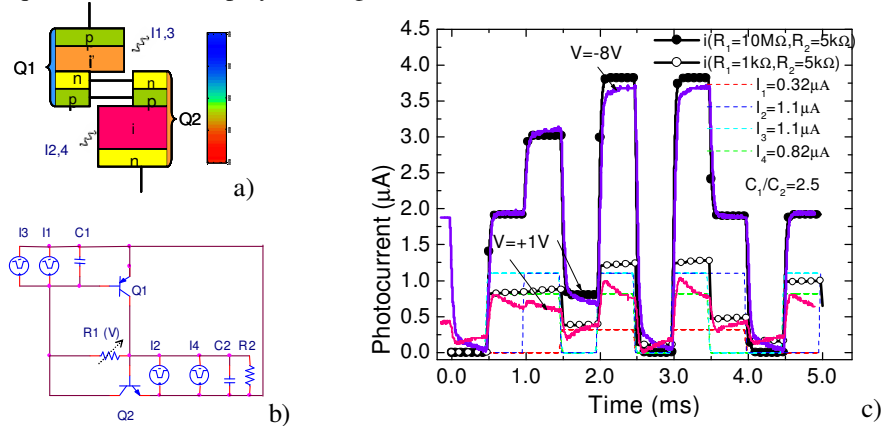 p
i'
n
p
n
p
i
n
Q1
Q2
I1,3
I2,4
a)
I3 I1 C1
Q1
R1 (V)
I2 I4 C2 R2
Q2
b)
Photocurrent (µA)
4.5
4.0
3.5
3.0
2.5
2.0
1.5
1.0
0.5
0.0
V=-8V
V=+1V
i(R₁=10MΩ,R₂=5kΩ)
i(R₁=1kΩ,R₂=5kΩ)
I₁=0.32µA
I₂=1.1µA
I₃=1.1µA
I₄=0.82µA
C₁/C₂=2.5
0.0 1.0 2.0 3.0 4.0 5.0
Time (ms)
c)